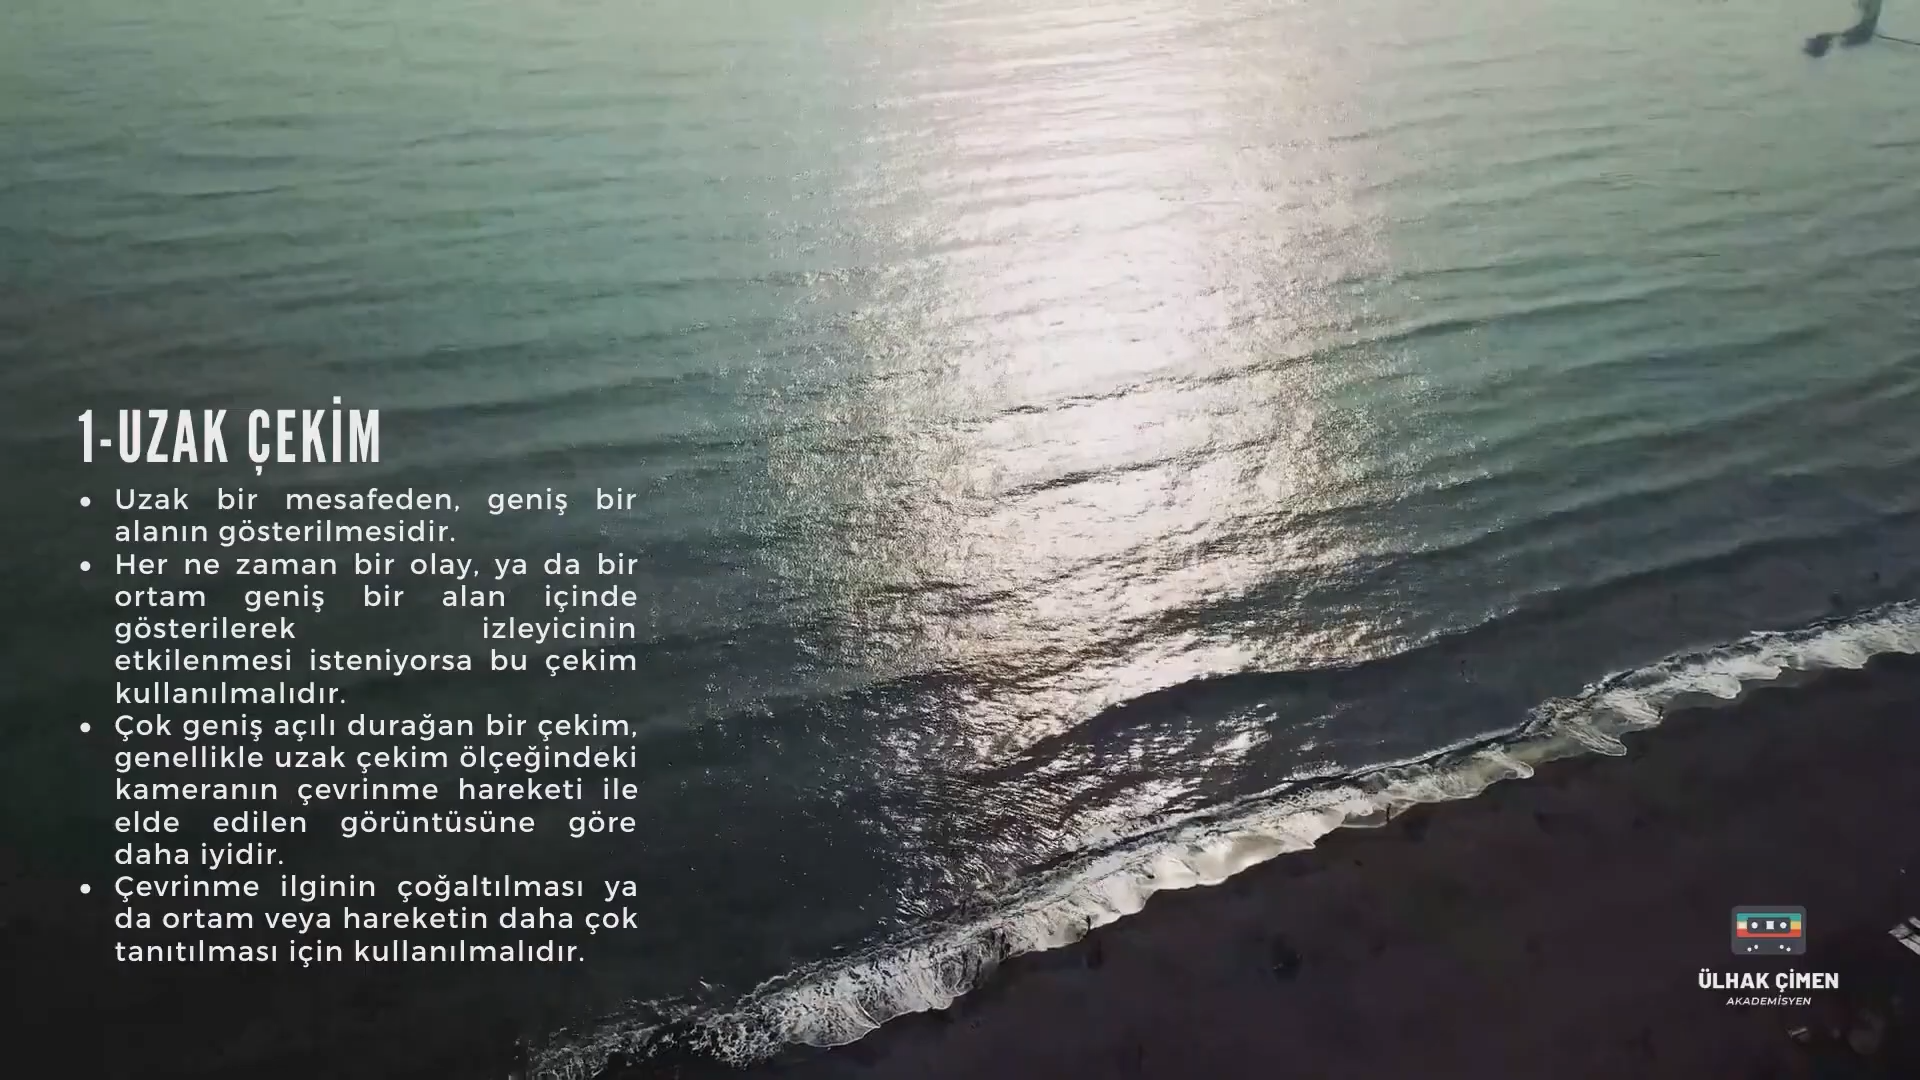 1-UZAK ÇEKİM
• Uzak bir mesafeden, geniş bir
alanın gösterilmesidir.
• Her ne zaman bir olay, ya da bir
ortam geniş bir alan içinde
gösterilerek izleyicinin
etkilenmesi isteniyorsa bu çekim
kullanılmalıdır.
• Çok geniş açılı durağan bir çekim,
genellikle uzak çekim ölçeğindeki
kameranın çevrinme hareketi ile
elde edilen görüntüsüne göre
daha iyidir.
• Çevrinme ilginin çoğaltılması ya
da ortam veya hareketin daha çok
tanıtılması için kullanılmalıdır.
ÜLHAK ÇİMEN
AKADEMİSYEN